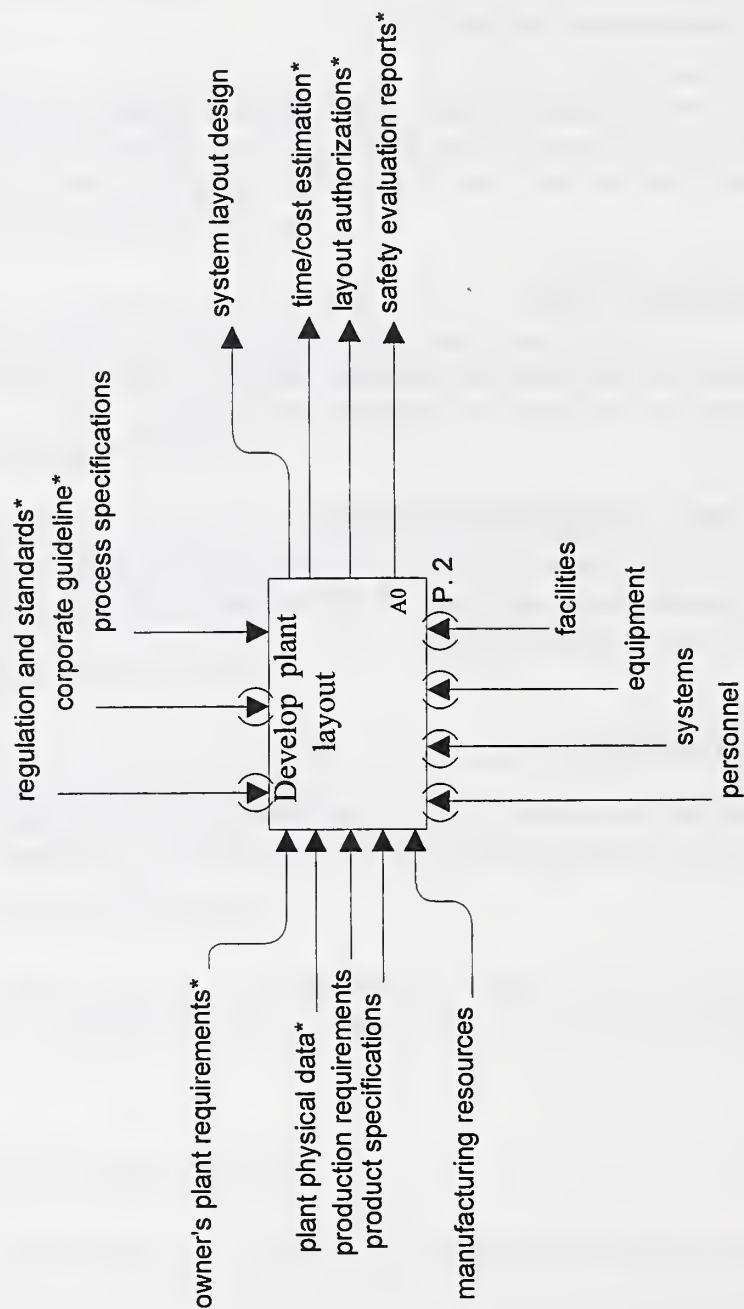 regulation and standards*
corporate guideline*
process specifications
owner's plant requirements*
plant physical data*
production requirements
product specifications
manufacturing resources
Develop plant
layout
A0
P. 2
system layout design
time/cost estimation*
layout authorizations*
safety evaluation reports*
facilities
equipment
systems
personnel